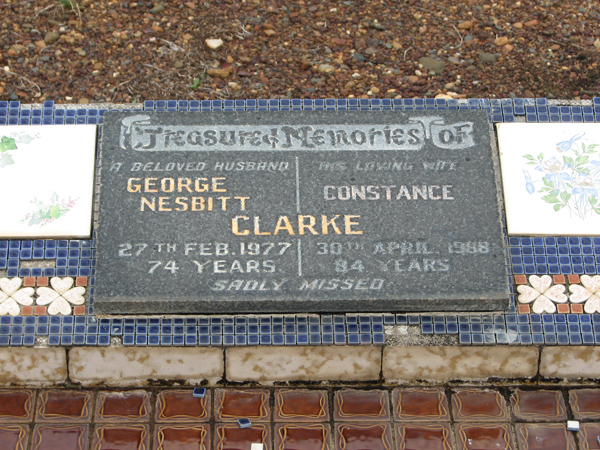 Treasured Memories of
A BELOVED HUSBAND HIS LOVING WIFE
GEORGE
NESBITT CONSTANCE
CLARKE
27TH FEB. 1977 30TH APRIL. 1988
74 YEARS 84 YEARS
SADLY MISSED